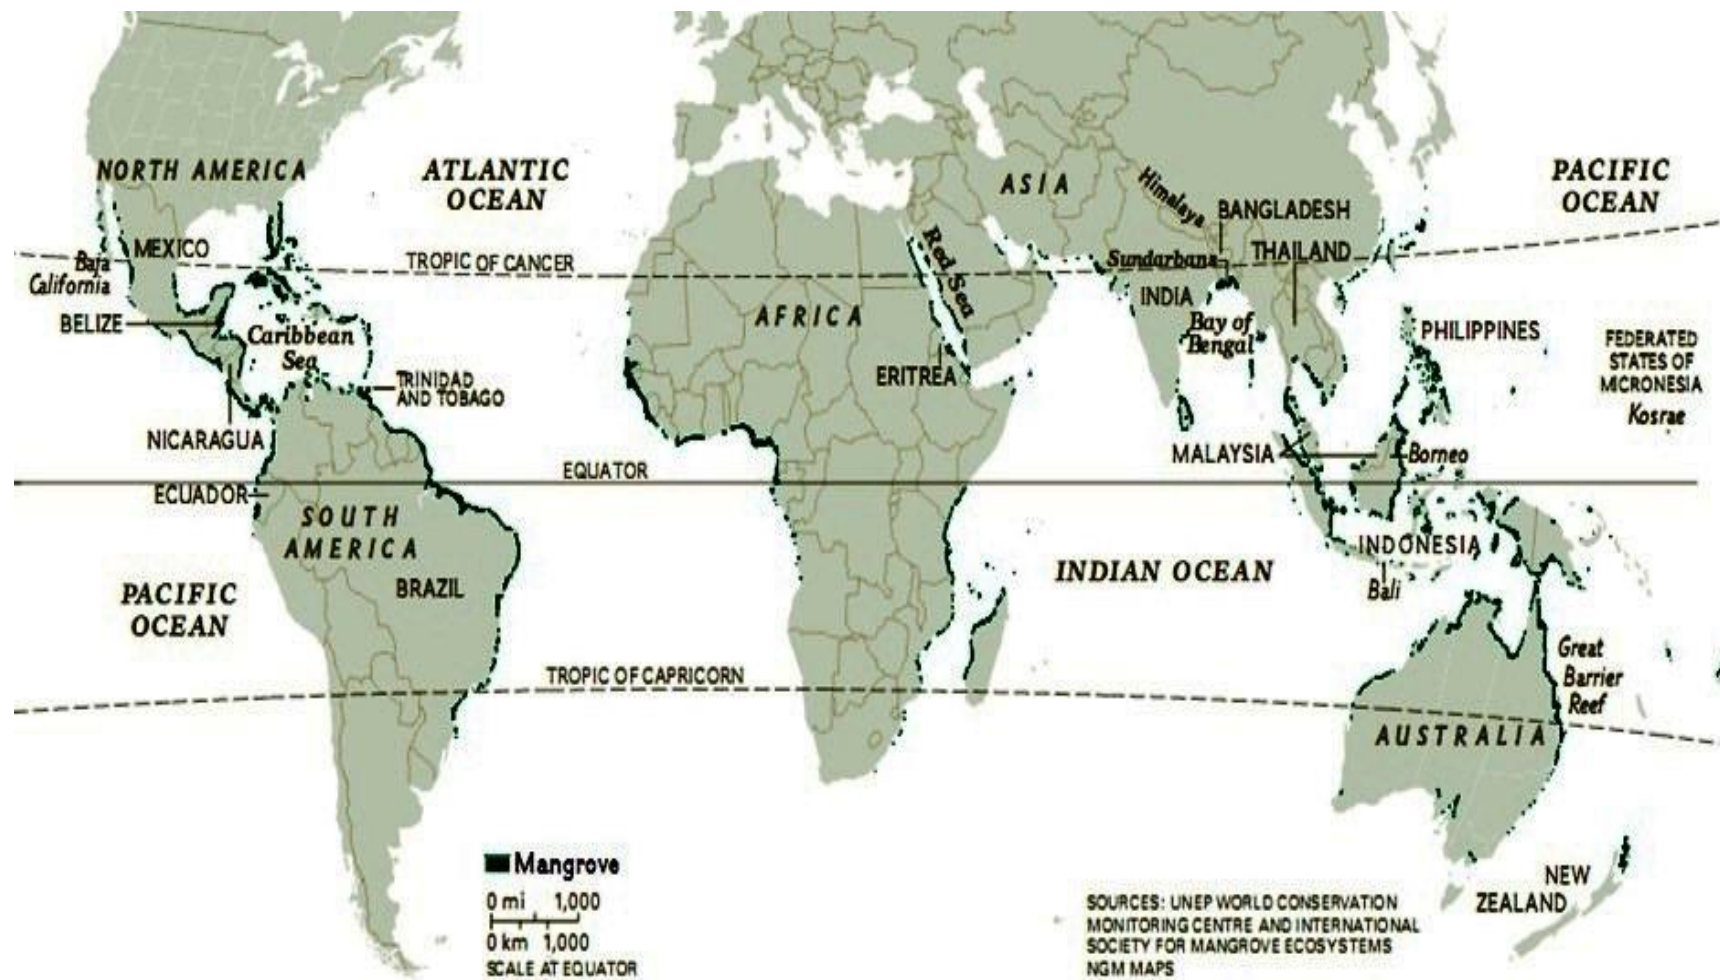 NORTH AMERICA
ATLANTIC
OCEAN
ASIA
Himalaya
PACIFIC
OCEAN
BANGLADESH
MEXICO
Baja
California
TROPIC OF CANCER
Red Sea
Sundarbans
THAILAND
INDIA
BELIZE
Caribbean
Sea
AFRICA
Bay of
Bengal
PHILIPPINES
FEDERATED
STATES OF
MICRONESIA
Kosrae
TRINIDAD
AND TOBAGO
ERITREA
NICARAGUA
MALAYSIA
Borneo
EQUATOR
ECUADOR
SOUTH
AMERICA
INDONESIA
BRAZIL
INDIAN OCEAN
Bali
PACIFIC
OCEAN
Great
Barrier
Reef
TROPIC OF CAPRICORN
AUSTRALIA
Mangrove
0 mi 1,000
0 km 1,000
SCALE AT EQUATOR
NEW
ZEALAND
SOURCES: UNEP WORLD CONSERVATION
MONITORING CENTRE AND INTERNATIONAL
SOCIETY FOR MANGROVE ECOSYSTEMS
NGM MAPS